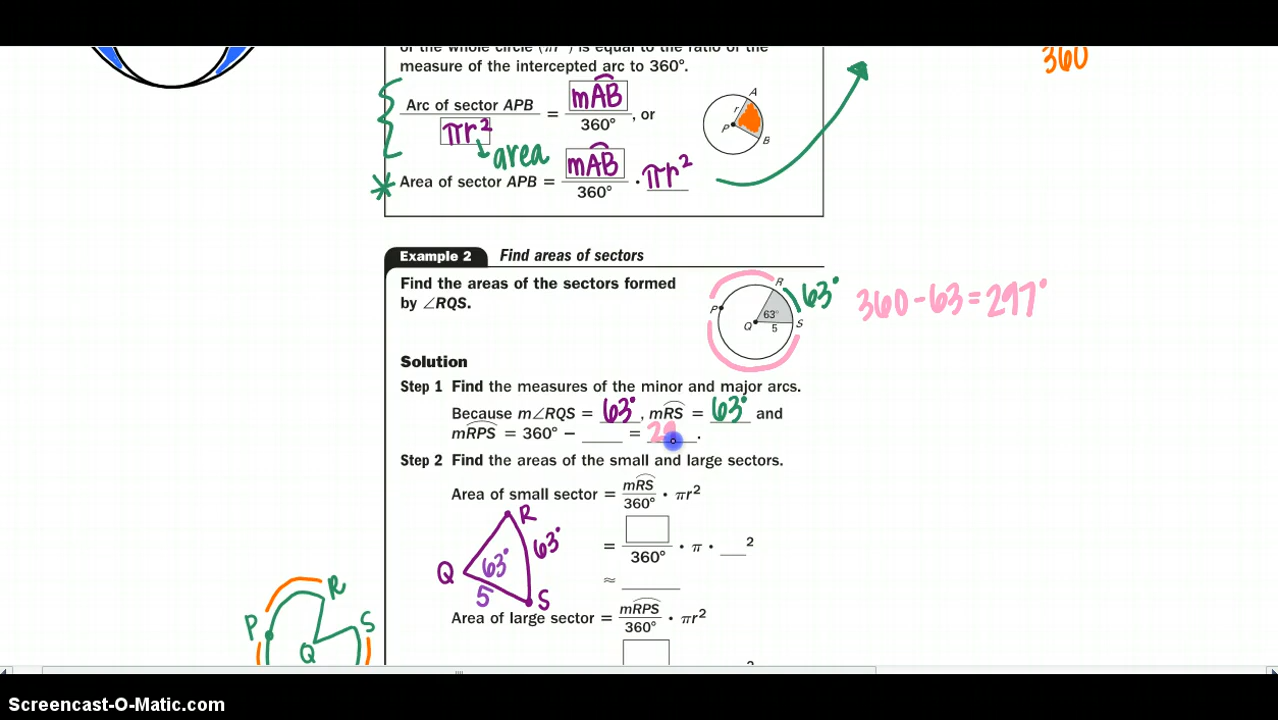 of the whole circle (πr²) is equal to the ratio of the
360
measure of the intercepted arc to 360°.
Arc of sector APB / πr² = mAB / 360°, or
area
A
r
P
B
* Area of sector APB = mAB / 360° · πr²
Example 2 Find areas of sectors
Find the areas of the sectors formed
by ∠RQS.
R
P
63°
Q
5
S
63°
360-63=297°
Solution
Step 1 Find the measures of the minor and major arcs.
Because m∠RQS = 63°, mRS = 63° and
mRPS = 360° − ____ = 29.
Step 2 Find the areas of the small and large sectors.
Area of small sector = mRS / 360° · πr²
= □ / 360° · π · ___²
≈ ____
R
63°
63°
Q
5
S
Area of large sector = mRPS / 360° · πr²
2
R
P
S
Q
Screencast-O-Matic.com